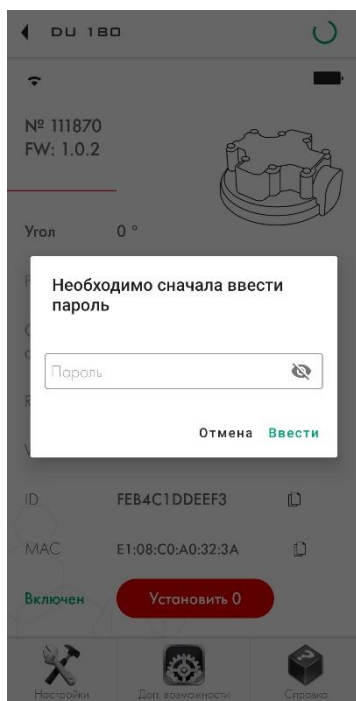 DU 180
№ 111870
FW: 1.0.2
Угол 0 °
Необходимо сначала ввести
пароль
Пароль
Отмена Ввести
ID FEB4C1DDEEF3
MAC E1:08:C0:A0:32:3A
Включен Установить 0
Настройки Доп. возможности Справка